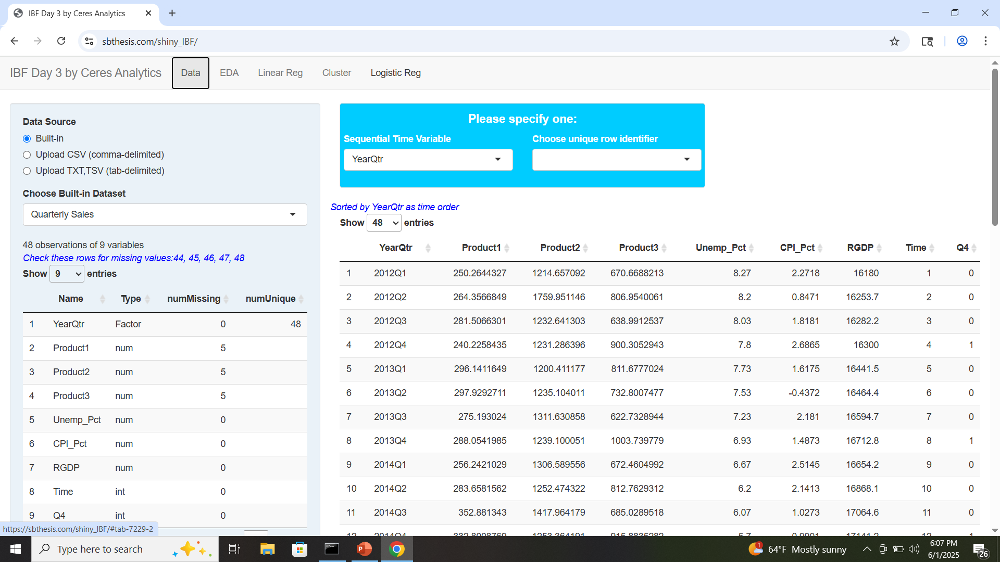 IBF Day 3 by Ceres Analytics
sbthesis.com/shiny_IBF/
IBF Day 3 by Ceres Analytics Data EDA Linear Reg Cluster Logistic Reg
Data Source
Built-in
Upload CSV (comma-delimited)
Upload TXT,TSV (tab-delimited)
Choose Built-in Dataset
Quarterly Sales
48 observations of 9 variables
Check these rows for missing values:44, 45, 46, 47, 48
Show 9 entries
Name Type numMissing numUnique
1 YearQtr Factor 0 48
2 Product1 num 5
3 Product2 num 5
4 Product3 num 5
5 Unemp_Pct num 0
6 CPI_Pct num 0
7 RGDP num 0
8 Time int 0
9 Q4 int 0
Please specify one:
Sequential Time Variable Choose unique row identifier
YearQtr
Sorted by YearQtr as time order
Show 48 entries
YearQtr Product1 Product2 Product3 Unemp_Pct CPI_Pct RGDP Time Q4
1 2012Q1 250.2644327 1214.657092 670.6688213 8.27 2.2718 16180 1 0
2 2012Q2 264.3566849 1759.951146 806.9540061 8.2 0.8471 16253.7 2 0
3 2012Q3 281.5066301 1232.641303 638.9912537 8.03 1.8181 16282.2 3 0
4 2012Q4 240.2258435 1231.286396 900.3052943 7.8 2.6865 16300 4 1
5 2013Q1 296.1411649 1200.411177 811.6777024 7.73 1.6175 16441.5 5 0
6 2013Q2 297.9292711 1235.104011 732.8007477 7.53 -0.4372 16464.4 6 0
7 2013Q3 275.193024 1311.630858 622.7328944 7.23 2.181 16594.7 7 0
8 2013Q4 288.0541985 1239.100051 1003.739779 6.93 1.4873 16712.8 8 1
9 2014Q1 256.2421029 1306.589556 672.4604992 6.67 2.5145 16654.2 9 0
10 2014Q2 283.6581562 1252.474322 812.7629312 6.2 2.1413 16868.1 10 0
11 2014Q3 352.881343 1417.964179 685.0289518 6.07 1.0273 17064.6 11 0
12 2014Q4 5.7 12 1
https://sbthesis.com/shiny_IBF/#tab-7229-2
Type here to search
1
64°F Mostly sunny
6:07 PM
6/1/2025
26